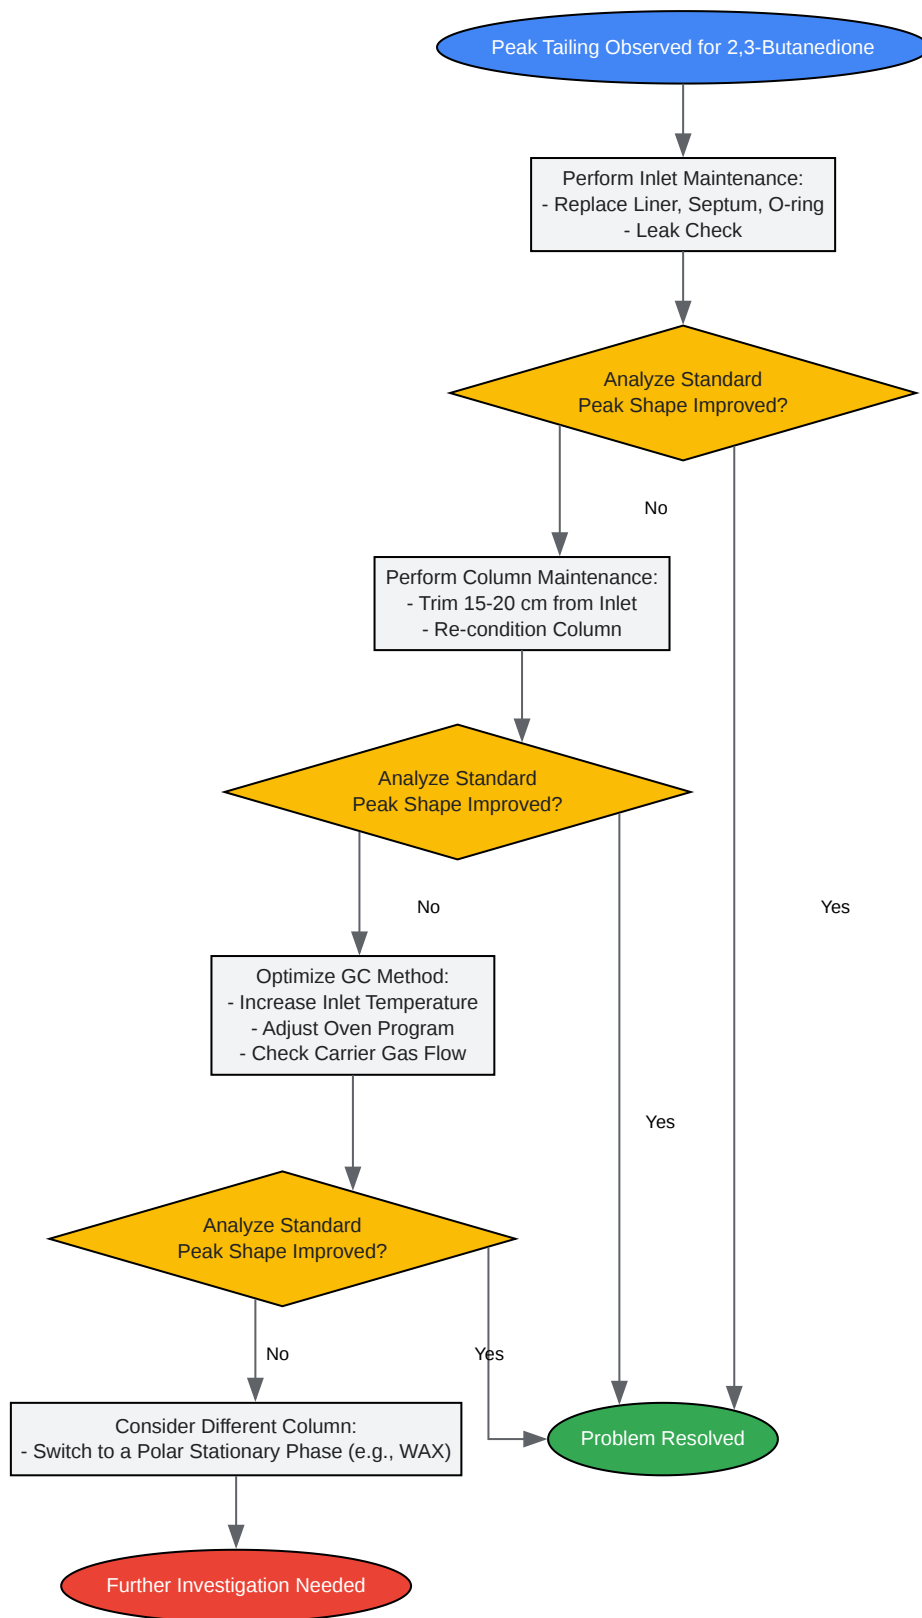 Peak Tailing Observed for 2,3-Butanedione
Perform Inlet Maintenance:
- Replace Liner, Septum, O-ring
- Leak Check
Analyze Standard
Peak Shape Improved?
No
Perform Column Maintenance:
- Trim 15-20 cm from Inlet
- Re-condition Column
Analyze Standard
Peak Shape Improved?
No
Yes
Optimize GC Method:
- Increase Inlet Temperature
- Adjust Oven Program
- Check Carrier Gas Flow
Yes
Analyze Standard
Peak Shape Improved?
No
Yes
Consider Different Column:
- Switch to a Polar Stationary Phase (e.g., WAX)
Problem Resolved
Further Investigation Needed